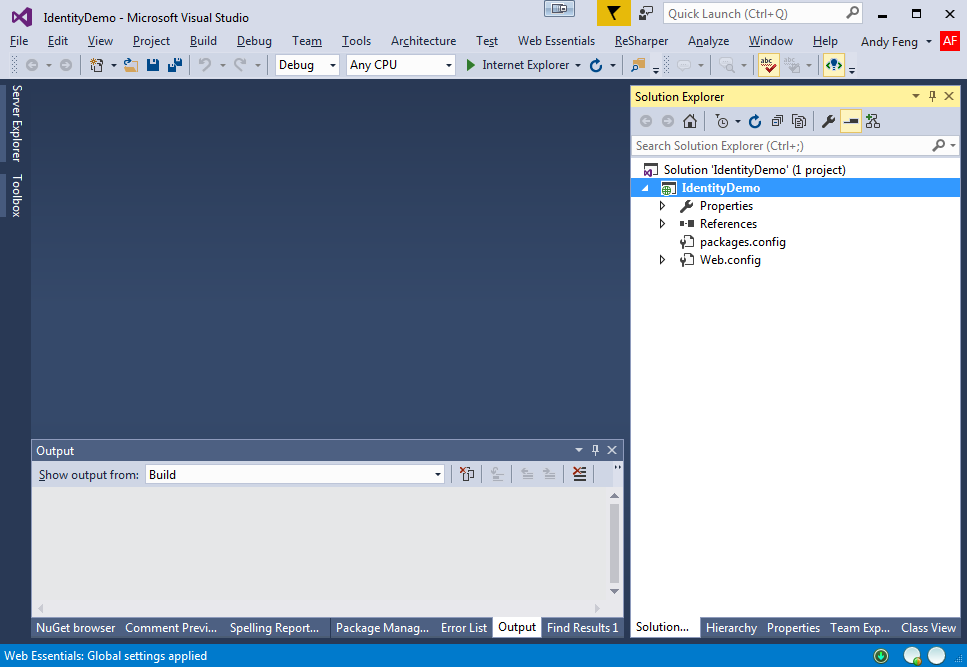 IdentityDemo - Microsoft Visual Studio
Quick Launch (Ctrl+Q)
File Edit View Project Build Debug Team Tools Architecture Test Web Essentials ReSharper Analyze Window Help Andy Feng AF
Debug Any CPU Internet Explorer abc abc
Server Explorer
Toolbox
Solution Explorer
Search Solution Explorer (Ctrl+;)
Solution 'IdentityDemo' (1 project)
IdentityDemo
Properties
References
packages.config
Web.config
Output
Show output from: Build
NuGet browser Comment Previ... Spelling Report... Package Manag... Error List Output Find Results 1
Solution... Hierarchy Properties Team Exp... Class View
Web Essentials: Global settings applied